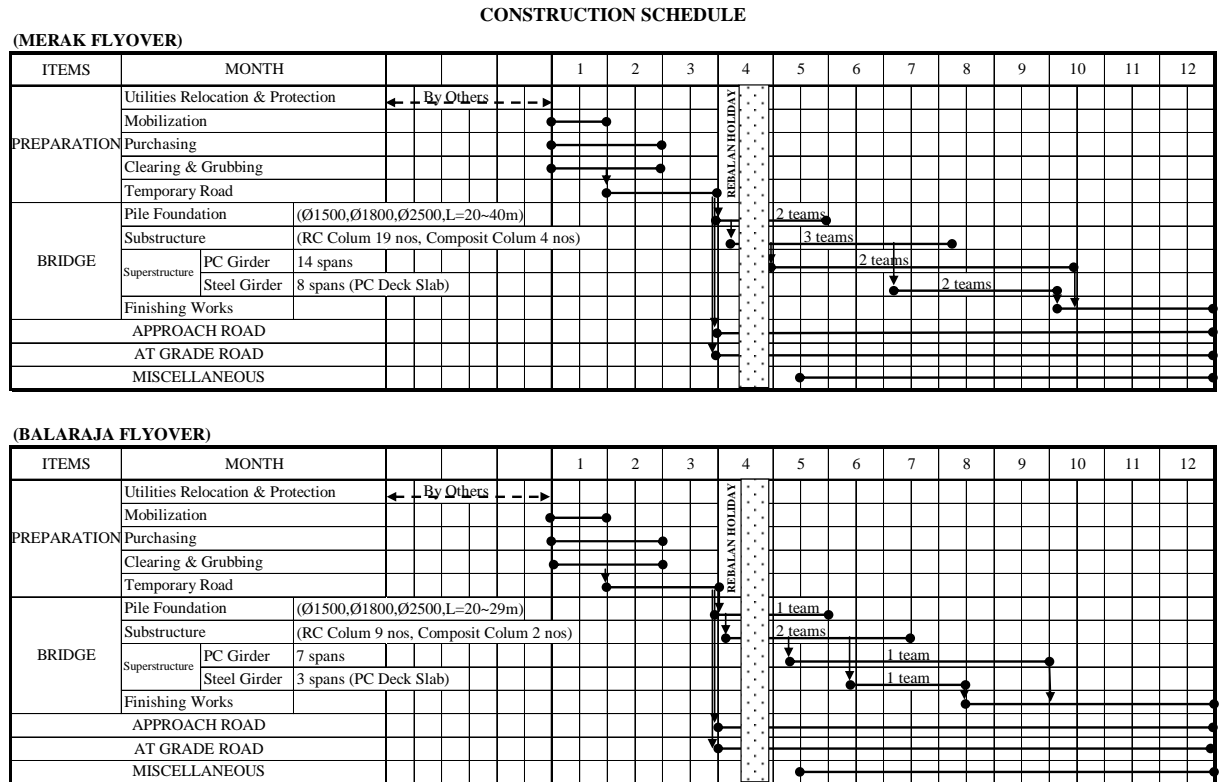 CONSTRUCTION SCHEDULE
(MERAK FLYOVER)
ITEMS MONTH 1 2 3 4 5 6 7 8 9 10 11 12
PREPARATION
Utilities Relocation & Protection By Others
Mobilization
Purchasing
Clearing & Grubbing
Temporary Road
REBALAN HOLIDAY
BRIDGE
Pile Foundation (Ø1500,Ø1800,Ø2500,L=20~40m) 2 teams
Substructure (RC Colum 19 nos, Composit Colum 4 nos) 3 teams
Superstructure
PC Girder 14 spans 2 teams
Steel Girder 8 spans (PC Deck Slab) 2 teams
Finishing Works
APPROACH ROAD
AT GRADE ROAD
MISCELLANEOUS
(BALARAJA FLYOVER)
ITEMS MONTH 1 2 3 4 5 6 7 8 9 10 11 12
PREPARATION
Utilities Relocation & Protection By Others
Mobilization
Purchasing
Clearing & Grubbing
Temporary Road
REBALAN HOLIDAY
BRIDGE
Pile Foundation (Ø1500,Ø1800,Ø2500,L=20~29m) 1 team
Substructure (RC Colum 9 nos, Composit Colum 2 nos) 2 teams
Superstructure
PC Girder 7 spans 1 team
Steel Girder 3 spans (PC Deck Slab) 1 team
Finishing Works
APPROACH ROAD
AT GRADE ROAD
MISCELLANEOUS